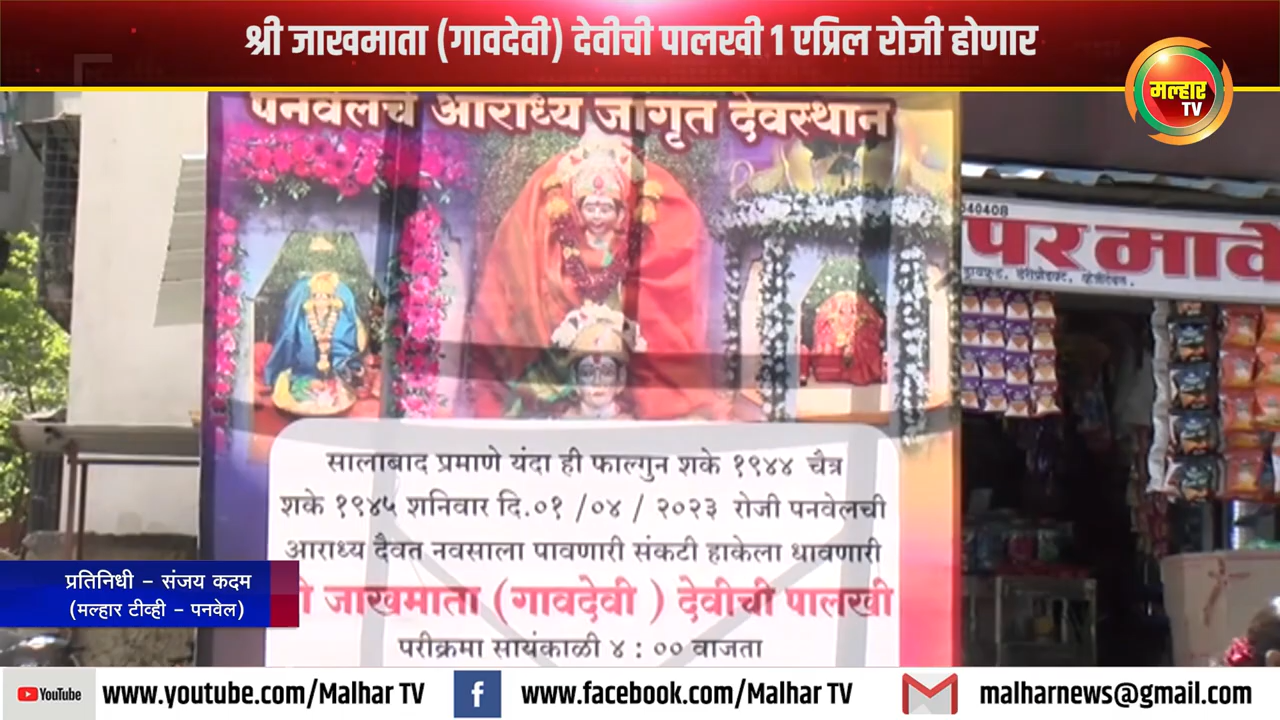 श्री जाखमाता (गावदेवी) देवीची पालखी 1 एप्रिल रोजी होणार
मल्हार
TV
पनवेलचे आराध्य जागृत देवस्थान
040408
परमार
सालाबाद प्रमाणे यंदा ही फाल्गुन शके १९४४ चैत्र
शके १९४५ शनिवार दि.०१ /०४ / २०२३ रोजी पनवेलची
आराध्य दैवत नवसाला पावणारी संकटी हाकेला धावणारी
जाखमाता (गावदेवी ) देवीची पालखी
परीक्रमा सायंकाळी ४ : ०० वाजता
प्रतिनिधी – संजय कदम
(मल्हार टीव्ही – पनवेल)
YouTube
www.youtube.com/Malhar TV
www.facebook.com/Malhar TV
malharnews@gmail.com